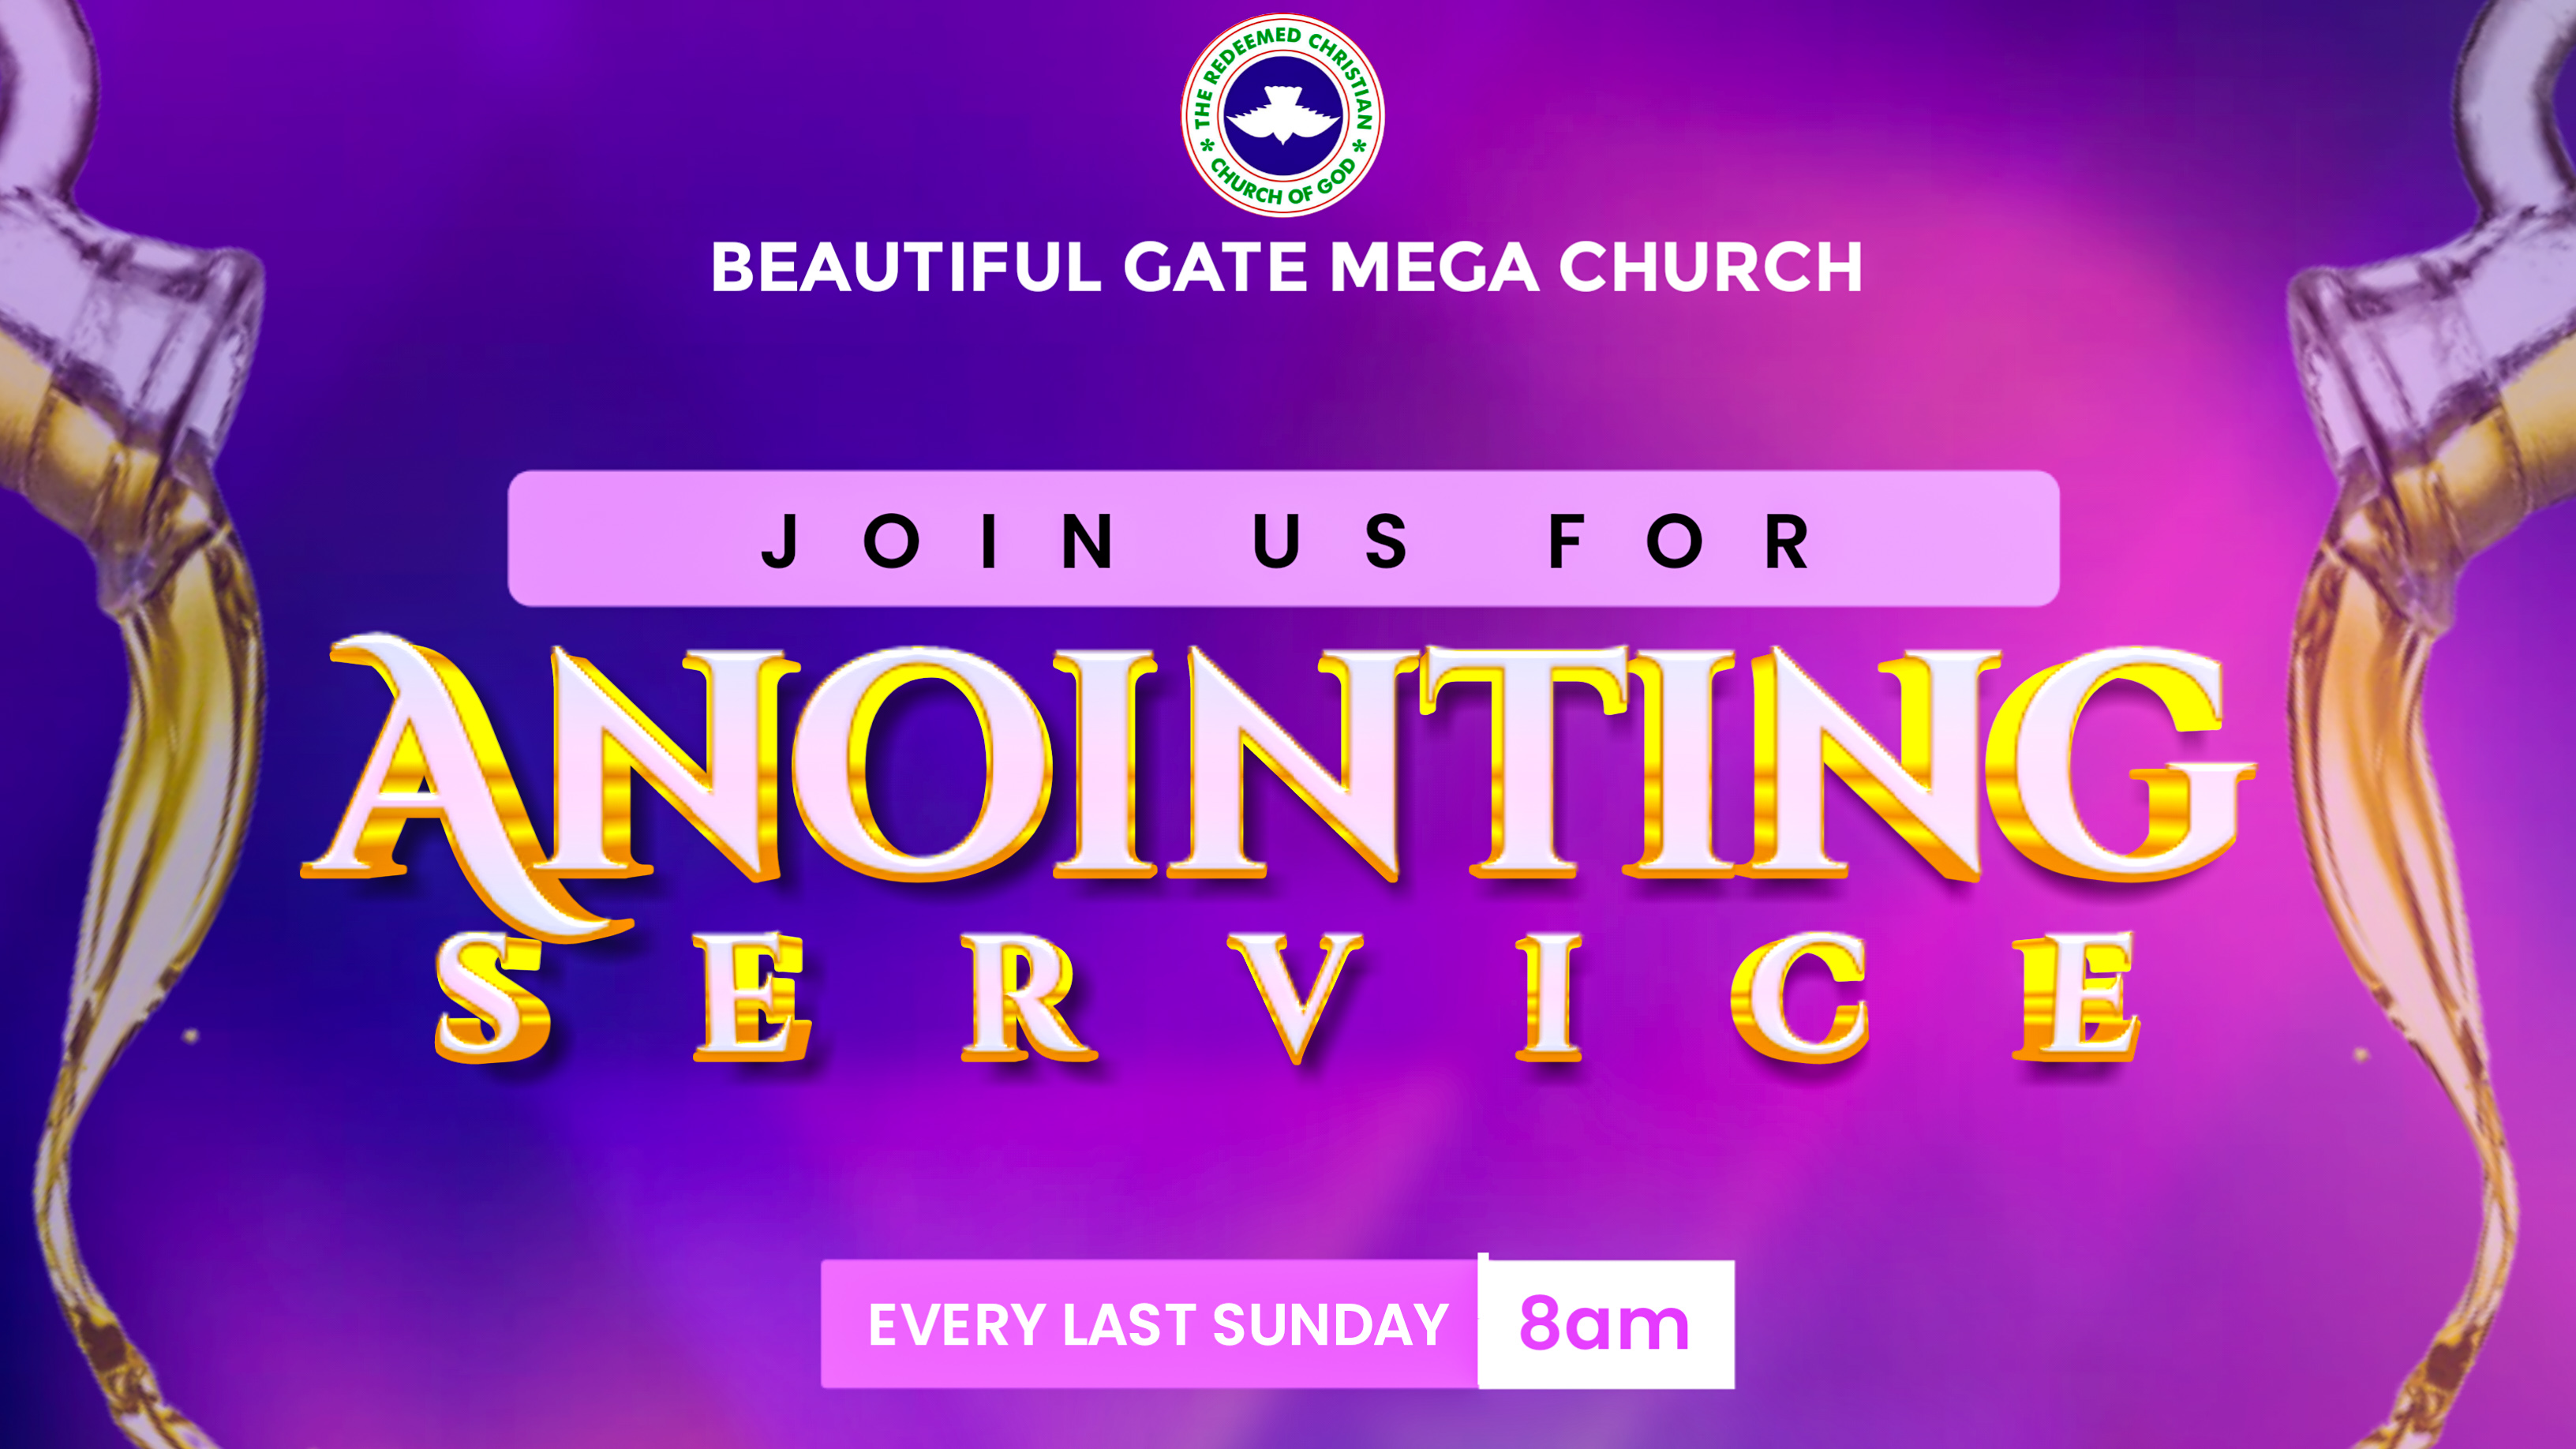 THE REDEEMED CHRISTIAN
* CHURCH OF GOD *
BEAUTIFUL GATE MEGA CHURCH
JOIN US FOR
ANOINTING
SERVICE
EVERY LAST SUNDAY 8am